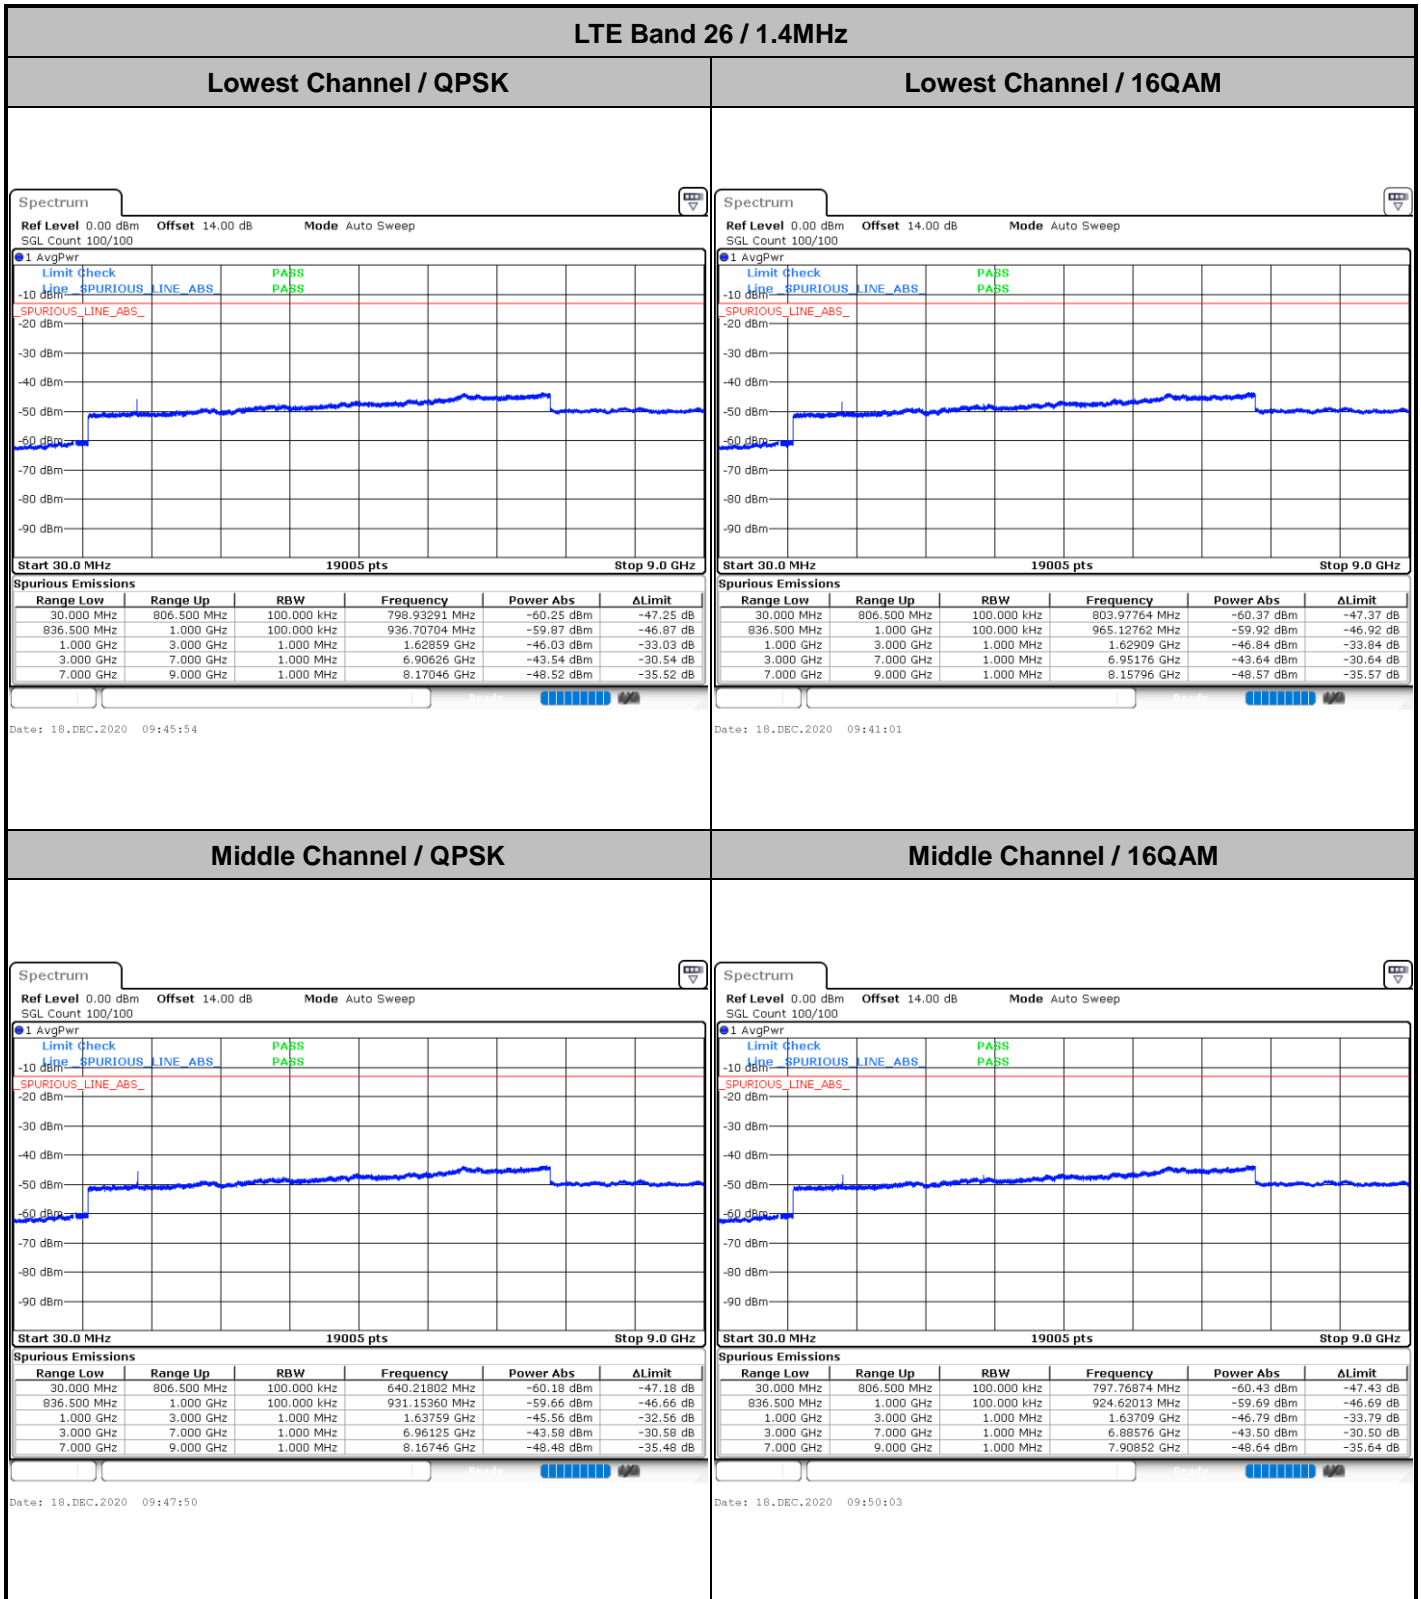 LTE Band 26 / 1.4MHz
Lowest Channel / QPSK
Lowest Channel / 16QAM
Spectrum
Ref Level 0.00 dBm Offset 14.00 dB Mode Auto Sweep
SGL Count 100/100
1 AvgPwr
Limit Check PASS
Line _SPURIOUS_LINE_ABS_ PASS
-10 dBm
_SPURIOUS_LINE_ABS_
-20 dBm
-30 dBm
-40 dBm
-50 dBm
-60 dBm
-70 dBm
-80 dBm
-90 dBm
Start 30.0 MHz 19005 pts Stop 9.0 GHz
Spurious Emissions
Range Low Range Up RBW Frequency Power Abs ΔLimit
30.000 MHz 806.500 MHz 100.000 kHz 798.93291 MHz -60.25 dBm -47.25 dB
836.500 MHz 1.000 GHz 100.000 kHz 936.70704 MHz -59.87 dBm -46.87 dB
1.000 GHz 3.000 GHz 1.000 MHz 1.62859 GHz -46.03 dBm -33.03 dB
3.000 GHz 7.000 GHz 1.000 MHz 6.90626 GHz -43.54 dBm -30.54 dB
7.000 GHz 9.000 GHz 1.000 MHz 8.17046 GHz -48.52 dBm -35.52 dB
Ready
Date: 18.DEC.2020 09:45:54
Spectrum
Ref Level 0.00 dBm Offset 14.00 dB Mode Auto Sweep
SGL Count 100/100
1 AvgPwr
Limit Check PASS
Line _SPURIOUS_LINE_ABS_ PASS
-10 dBm
_SPURIOUS_LINE_ABS_
-20 dBm
-30 dBm
-40 dBm
-50 dBm
-60 dBm
-70 dBm
-80 dBm
-90 dBm
Start 30.0 MHz 19005 pts Stop 9.0 GHz
Spurious Emissions
Range Low Range Up RBW Frequency Power Abs ΔLimit
30.000 MHz 806.500 MHz 100.000 kHz 803.97764 MHz -60.37 dBm -47.37 dB
836.500 MHz 1.000 GHz 100.000 kHz 965.12762 MHz -59.92 dBm -46.92 dB
1.000 GHz 3.000 GHz 1.000 MHz 1.62909 GHz -46.84 dBm -33.84 dB
3.000 GHz 7.000 GHz 1.000 MHz 6.95176 GHz -43.64 dBm -30.64 dB
7.000 GHz 9.000 GHz 1.000 MHz 8.15796 GHz -48.57 dBm -35.57 dB
Ready
Date: 18.DEC.2020 09:41:01
Middle Channel / QPSK
Middle Channel / 16QAM
Spectrum
Ref Level 0.00 dBm Offset 14.00 dB Mode Auto Sweep
SGL Count 100/100
1 AvgPwr
Limit Check PASS
Line _SPURIOUS_LINE_ABS_ PASS
-10 dBm
_SPURIOUS_LINE_ABS_
-20 dBm
-30 dBm
-40 dBm
-50 dBm
-60 dBm
-70 dBm
-80 dBm
-90 dBm
Start 30.0 MHz 19005 pts Stop 9.0 GHz
Spurious Emissions
Range Low Range Up RBW Frequency Power Abs ΔLimit
30.000 MHz 806.500 MHz 100.000 kHz 640.21802 MHz -60.18 dBm -47.18 dB
836.500 MHz 1.000 GHz 100.000 kHz 931.15360 MHz -59.66 dBm -46.66 dB
1.000 GHz 3.000 GHz 1.000 MHz 1.63759 GHz -45.56 dBm -32.56 dB
3.000 GHz 7.000 GHz 1.000 MHz 6.96125 GHz -43.58 dBm -30.58 dB
7.000 GHz 9.000 GHz 1.000 MHz 8.16746 GHz -48.48 dBm -35.48 dB
Ready
Date: 18.DEC.2020 09:47:50
Spectrum
Ref Level 0.00 dBm Offset 14.00 dB Mode Auto Sweep
SGL Count 100/100
1 AvgPwr
Limit Check PASS
Line _SPURIOUS_LINE_ABS_ PASS
-10 dBm
_SPURIOUS_LINE_ABS_
-20 dBm
-30 dBm
-40 dBm
-50 dBm
-60 dBm
-70 dBm
-80 dBm
-90 dBm
Start 30.0 MHz 19005 pts Stop 9.0 GHz
Spurious Emissions
Range Low Range Up RBW Frequency Power Abs ΔLimit
30.000 MHz 806.500 MHz 100.000 kHz 797.76874 MHz -60.43 dBm -47.43 dB
836.500 MHz 1.000 GHz 100.000 kHz 924.62013 MHz -59.69 dBm -46.69 dB
1.000 GHz 3.000 GHz 1.000 MHz 1.63709 GHz -46.79 dBm -33.79 dB
3.000 GHz 7.000 GHz 1.000 MHz 6.88576 GHz -43.50 dBm -30.50 dB
7.000 GHz 9.000 GHz 1.000 MHz 7.90852 GHz -48.64 dBm -35.64 dB
Ready
Date: 18.DEC.2020 09:50:03